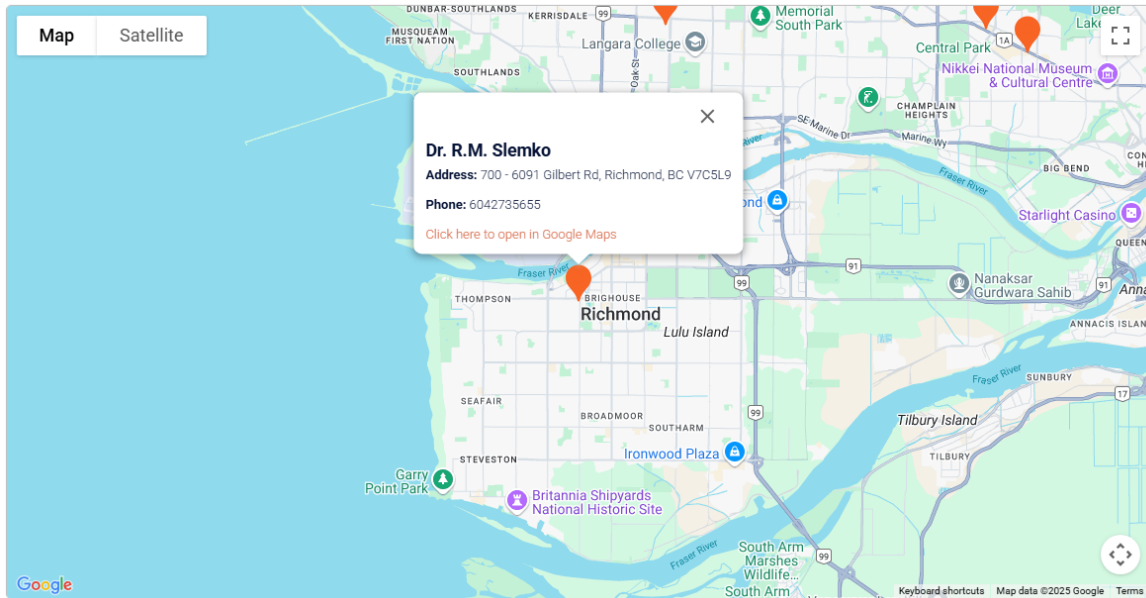 Map
Satellite
DUNBAR-SOUTHLANDS
KERRISDALE
99
MUSQUEAM
FIRST NATION
Langara College
Memorial
South Park
Central Park
1A
Deer
Lake
Nikkei National Museum
& Cultural Centre
SOUTHLANDS
Oak St
CHAMPLAIN
HEIGHTS
SE Marine Dr
Marine Wy
BIG BEND
Fraser River
Starlight Casino
Dr. R.M. Slemko
Address: 700 - 6091 Gilbert Rd, Richmond, BC V7C5L9
Phone: 6042735655
Click here to open in Google Maps
Fraser River
99
91
91
Nanaksar
Gurdwara Sahib
THOMPSON
BRIGHOUSE
Richmond
Lulu Island
ANNACIS ISLAND
Fraser River
SUNBURY
17
SEAFAIR
BROADMOOR
99
SOUTHARM
Tilbury Island
TILBURY
Ironwood Plaza
STEVESTON
Garry
Point Park
Britannia Shipyards
National Historic Site
Fraser River
South Arm
Marshes
Wildlife...
South Arm
99
Google
Keyboard shortcuts
Map data ©2025 Google
Terms